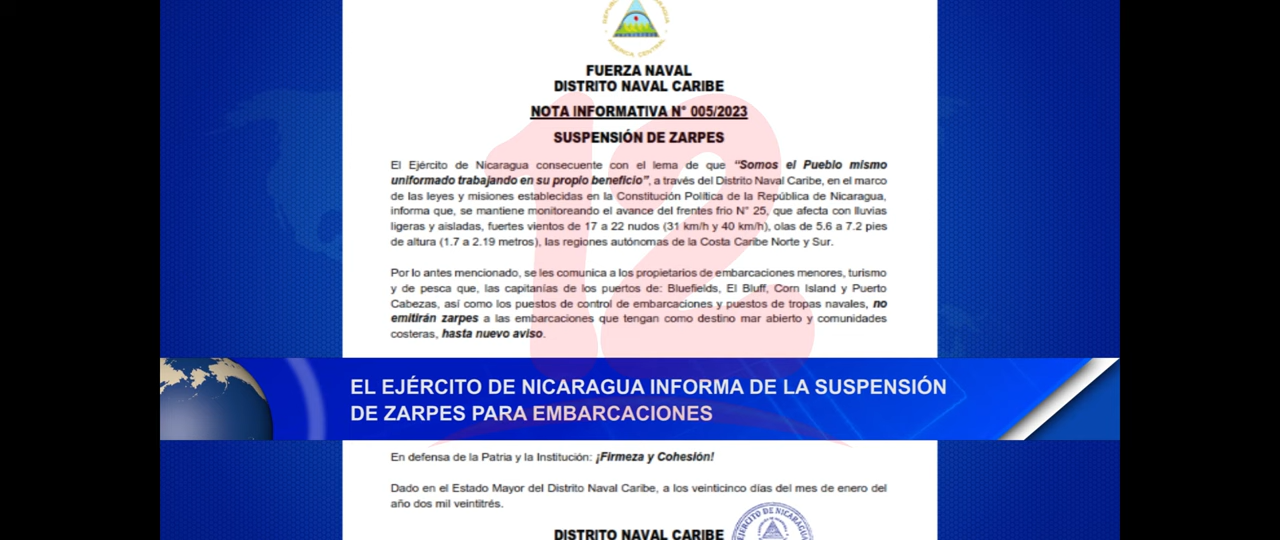 REPÚBLICA DE NICARAGUA
AMÉRICA CENTRAL
FUERZA NAVAL
DISTRITO NAVAL CARIBE
NOTA INFORMATIVA N° 005/2023
SUSPENSIÓN DE ZARPES
El Ejército de Nicaragua consecuente con el lema de que “Somos el Pueblo mismo
uniformado trabajando en su propio beneficio”, a través del Distrito Naval Caribe, en el marco
de las leyes y misiones establecidas en la Constitución Política de la República de Nicaragua,
informa que, se mantiene monitoreando el avance del frentes frío N° 25, que afecta con lluvias
ligeras y aisladas, fuertes vientos de 17 a 22 nudos (31 km/h y 40 km/h), olas de 5.6 a 7.2 pies
de altura (1.7 a 2.19 metros), las regiones autónomas de la Costa Caribe Norte y Sur.
Por lo antes mencionado, se les comunica a los propietarios de embarcaciones menores, turismo
y de pesca que, las capitanías de los puertos de: Bluefields, El Bluff, Corn Island y Puerto
Cabezas, así como los puestos de control de embarcaciones y puestos de tropas navales, no
emitirán zarpes a las embarcaciones que tengan como destino mar abierto y comunidades
costeras, hasta nuevo aviso.
12
EL EJÉRCITO DE NICARAGUA INFORMA DE LA SUSPENSIÓN
DE ZARPES PARA EMBARCACIONES
En defensa de la Patria y la Institución: ¡Firmeza y Cohesión!
Dado en el Estado Mayor del Distrito Naval Caribe, a los veinticinco días del mes de enero del
año dos mil veintitrés.
DISTRITO NAVAL CARIBE
EJERCITO DE NICARAGUA